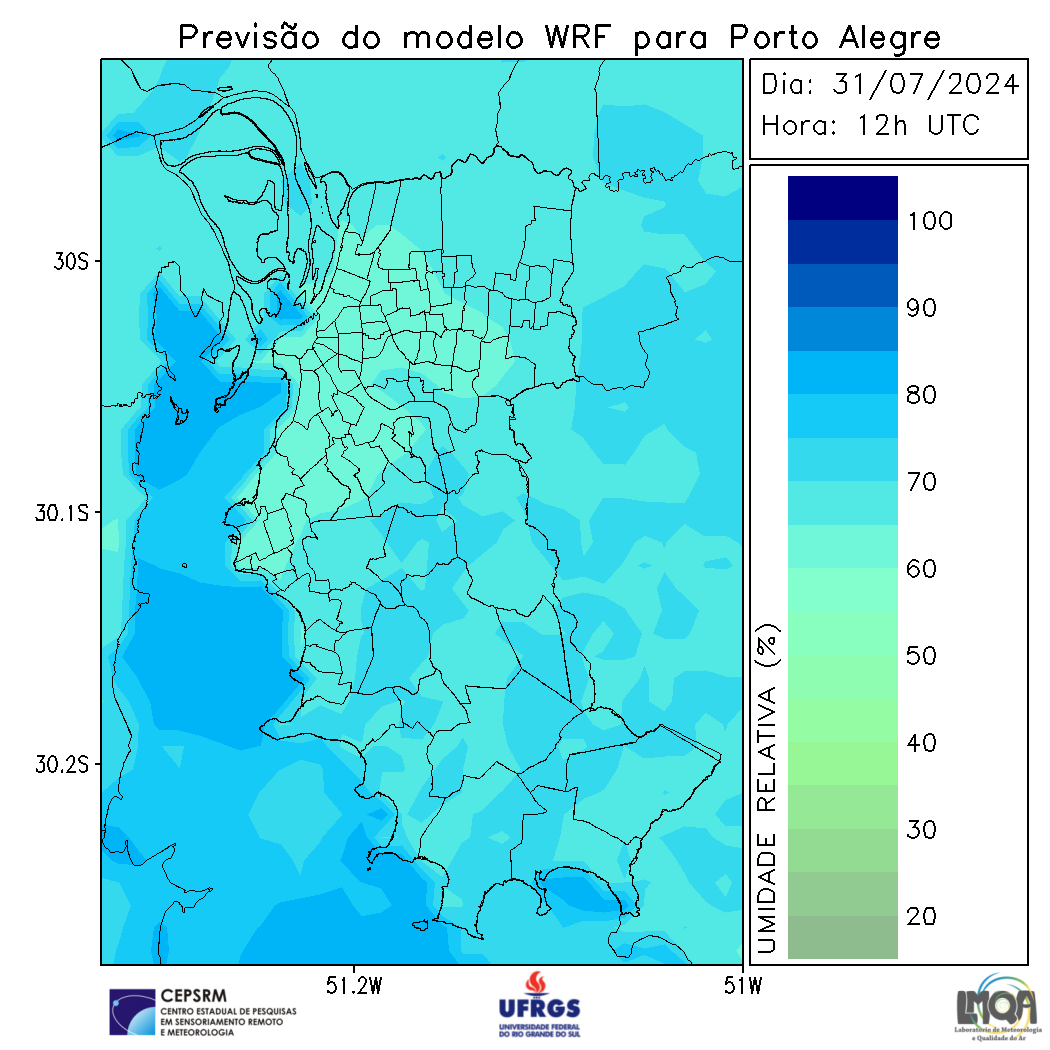 Previsão do modelo WRF para Porto Alegre
Dia: 31/07/2024
Hora: 12h UTC
100
90
80
70
60
50
40
30
20
UMIDADE RELATIVA (%)
30S
30.1S
30.2S
51.2W
51W
CEPSRM
CENTRO ESTADUAL DE PESQUISAS
EM SENSORIAMENTO REMOTO
E METEOROLOGIA
UFRGS
UNIVERSIDADE FEDERAL
DO RIO GRANDE DO SUL
LMQA
Laboratório de Meteorologia
e Qualidade do Ar